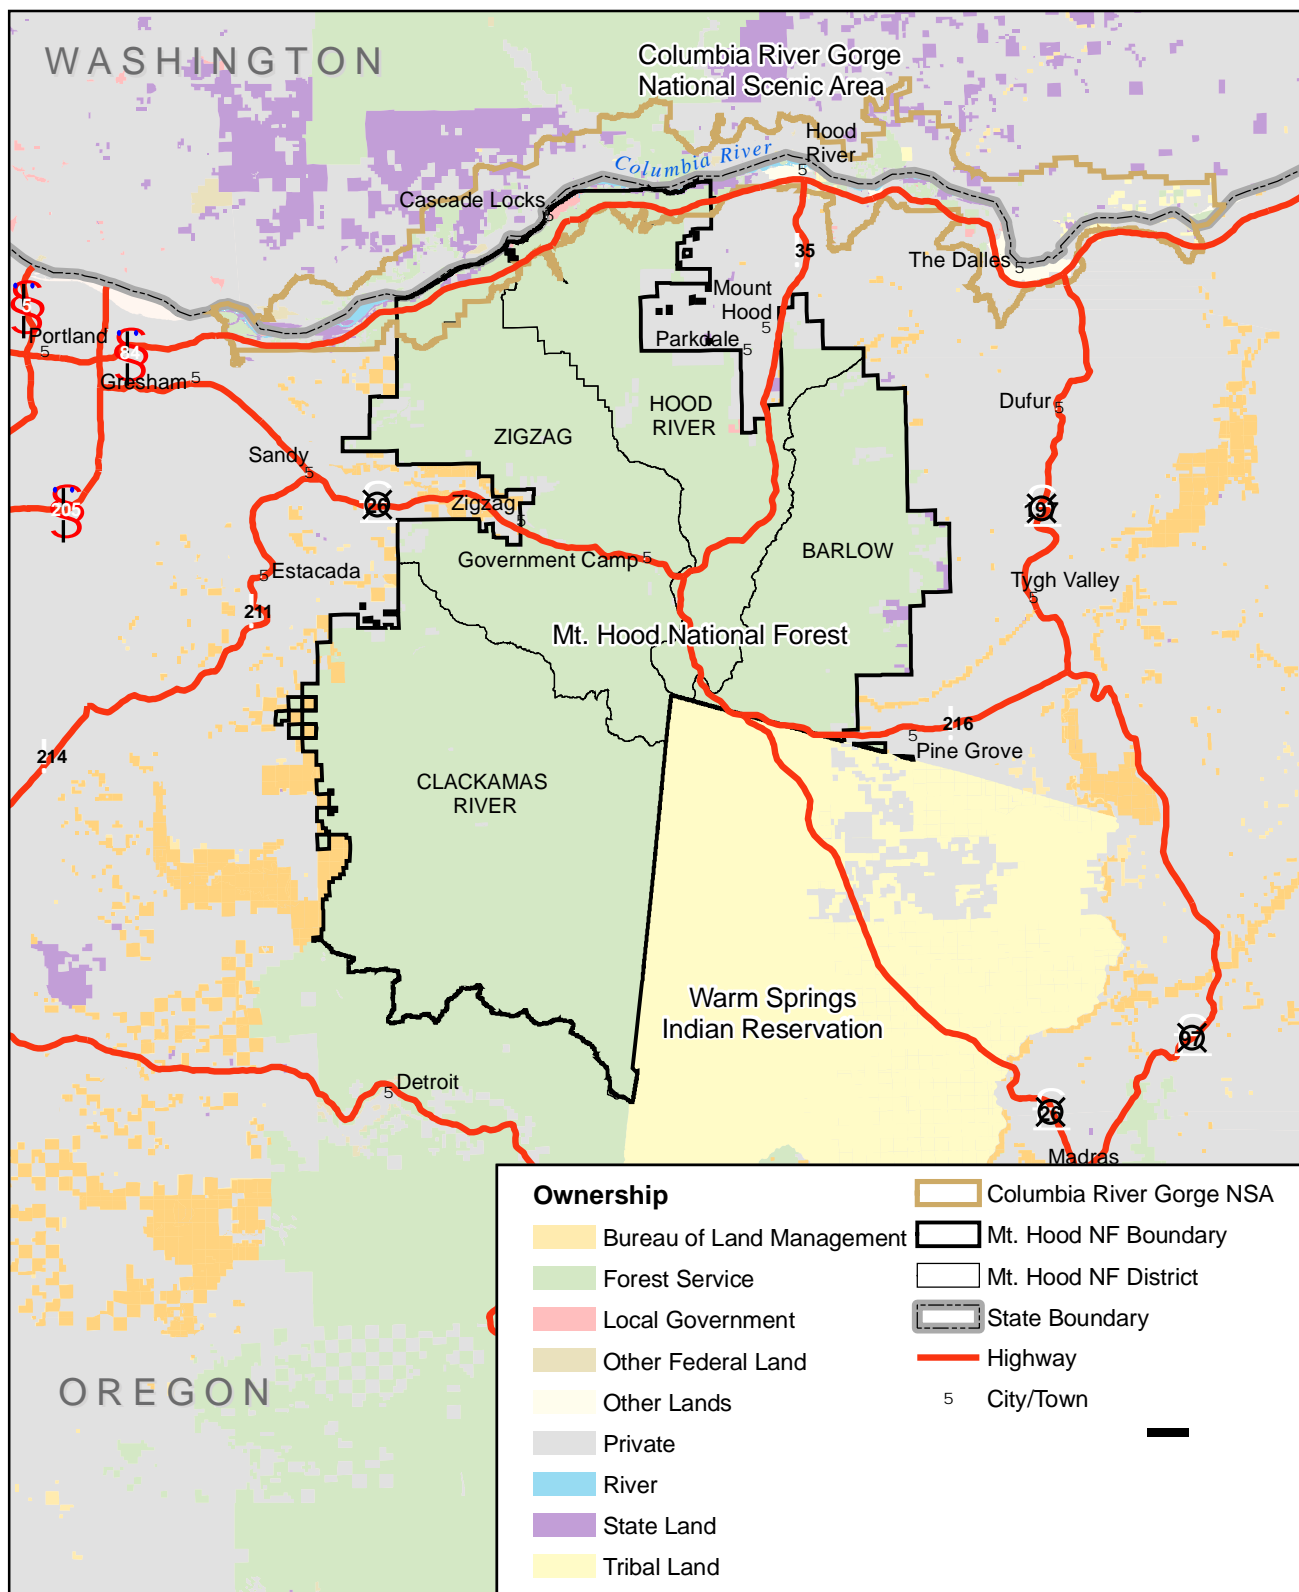 WASHINGTON
Columbia River Gorge
National Scenic Area
Hood
River
Columbia River
Cascade Locks
35
The Dalles
Mount
Hood
5
Portland
84
Parkdale
Gresham
Dufur
HOOD
RIVER
ZIGZAG
Sandy
26
Zigzag
205
197
BARLOW
Government Camp
Estacada
Tygh Valley
211
Mt. Hood National Forest
216
214
Pine Grove
CLACKAMAS
RIVER
Warm Springs
Indian Reservation
97
Detroit
26
Madras
OREGON
Ownership
Bureau of Land Management
Forest Service
Local Government
Other Federal Land
Other Lands
Private
River
State Land
Tribal Land
Columbia River Gorge NSA
Mt. Hood NF Boundary
Mt. Hood NF District
State Boundary
Highway
5 City/Town